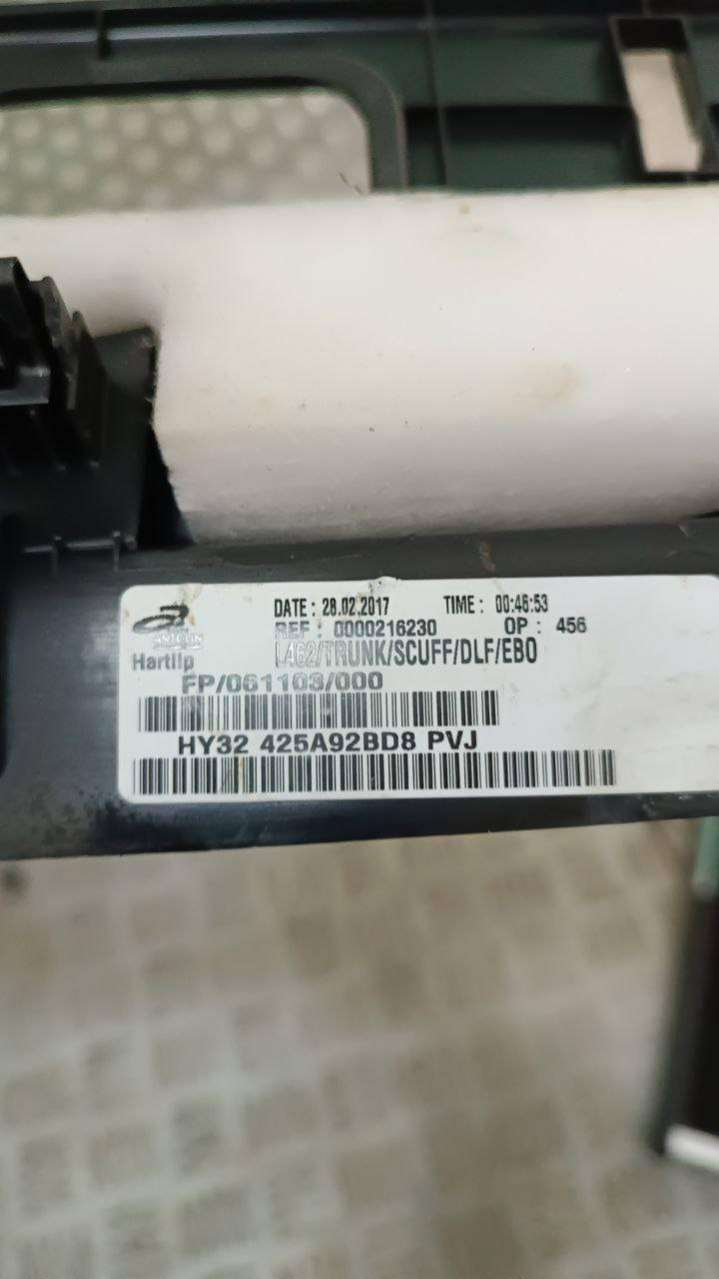 DATE : 28.02.2017 TIME : 00:46:53
REF : 0000216230 OP : 456
ANTOLIN
Hartlip L462/TRUNK/SCUFF/DLF/EBO
FP/061103/000
HY32 425A92BD8 PVJ